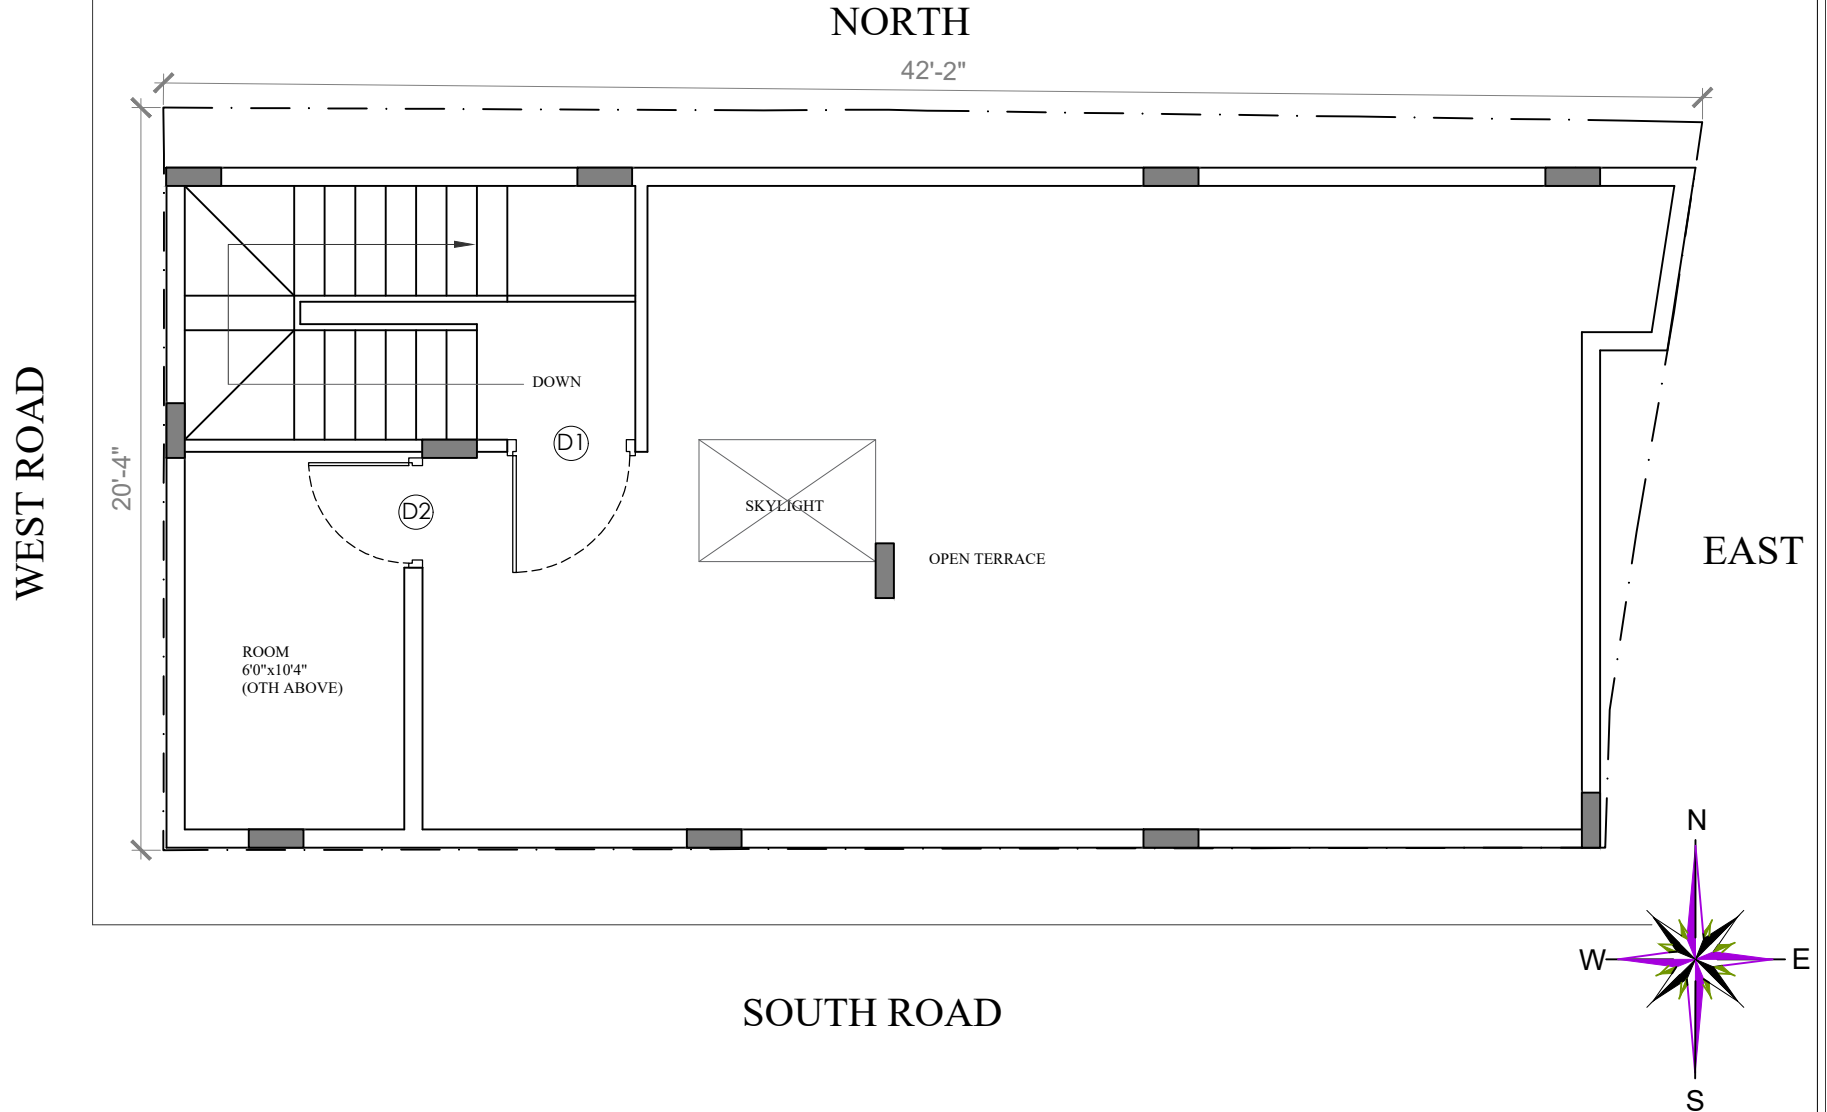 NORTH
42'-2"
WEST ROAD
20'-4"
DOWN
D1
D2
SKYLIGHT
OPEN TERRACE
EAST
ROOM
6'0"x10'4"
(OTH ABOVE)
N
W
E
S
SOUTH ROAD